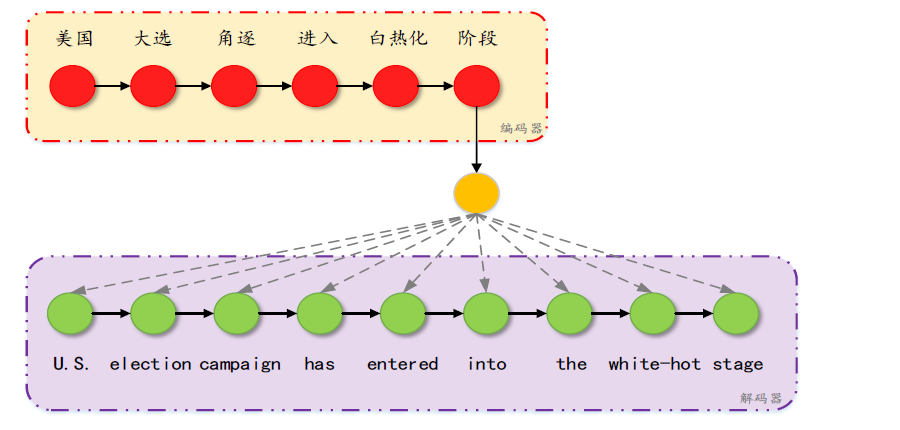 美国 大选 角逐 进入 白热化 阶段
编码器
U.S. election campaign has entered into the white-hot stage
解码器